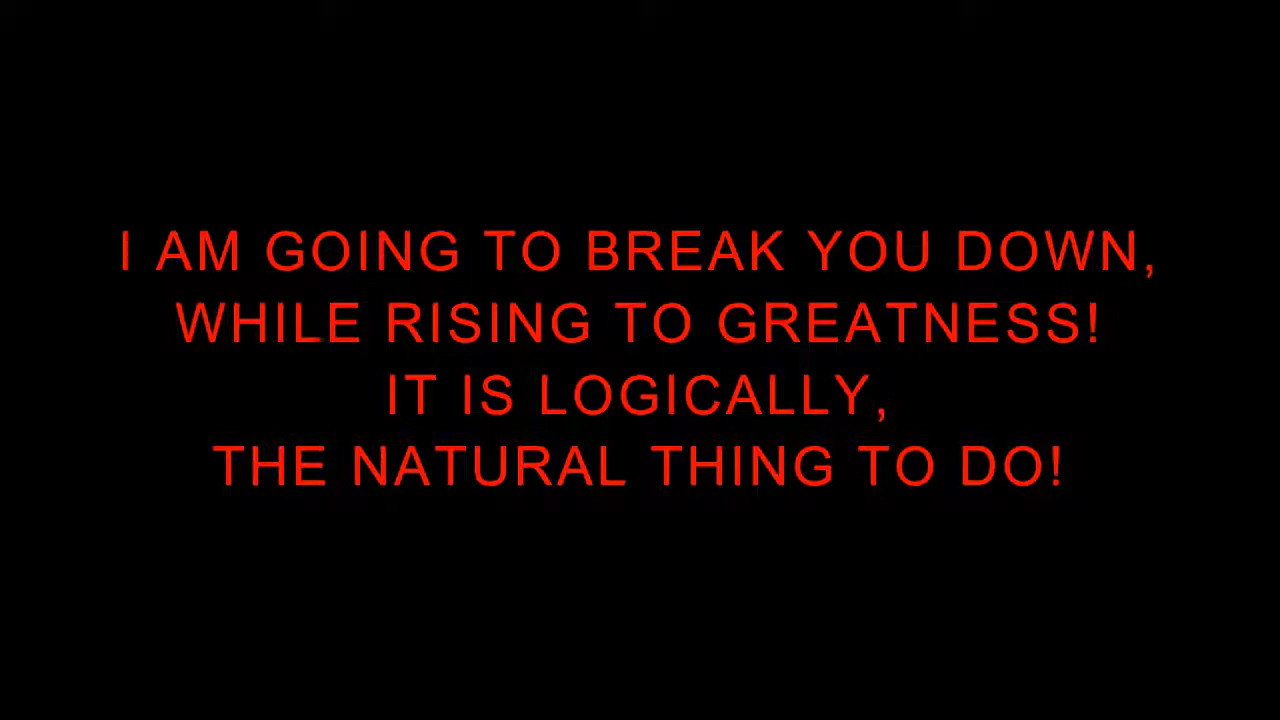 I AM GOING TO BREAK YOU DOWN,
WHILE RISING TO GREATNESS!
IT IS LOGICALLY,
THE NATURAL THING TO DO!